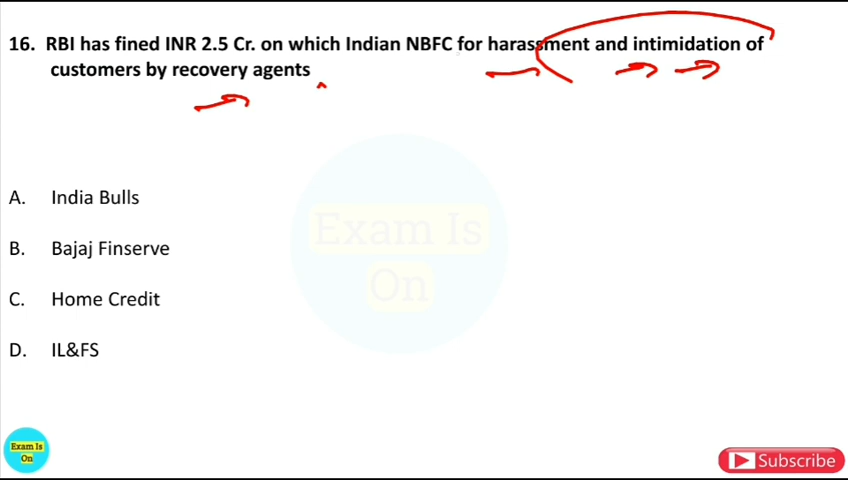 16. RBI has fined INR 2.5 Cr. on which Indian NBFC for harassment and intimidation of
customers by recovery agents
A. India Bulls
B. Bajaj Finserve
C. Home Credit
D. IL&FS
Exam Is
On
Exam Is
On
Subscribe